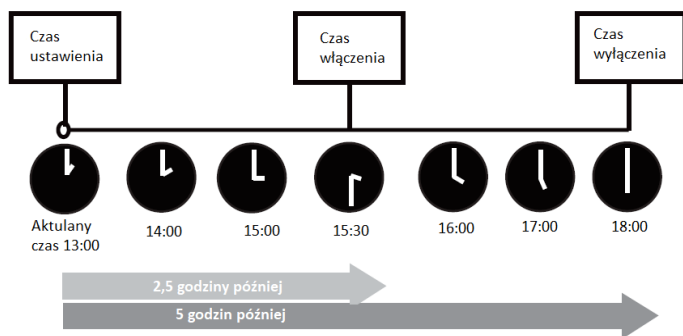 Czas
ustawienia
Czas
włączenia
Czas
wyłączenia
Aktulany
czas 13:00
14:00
15:00
15:30
16:00
17:00
18:00
2,5 godziny później
5 godzin później